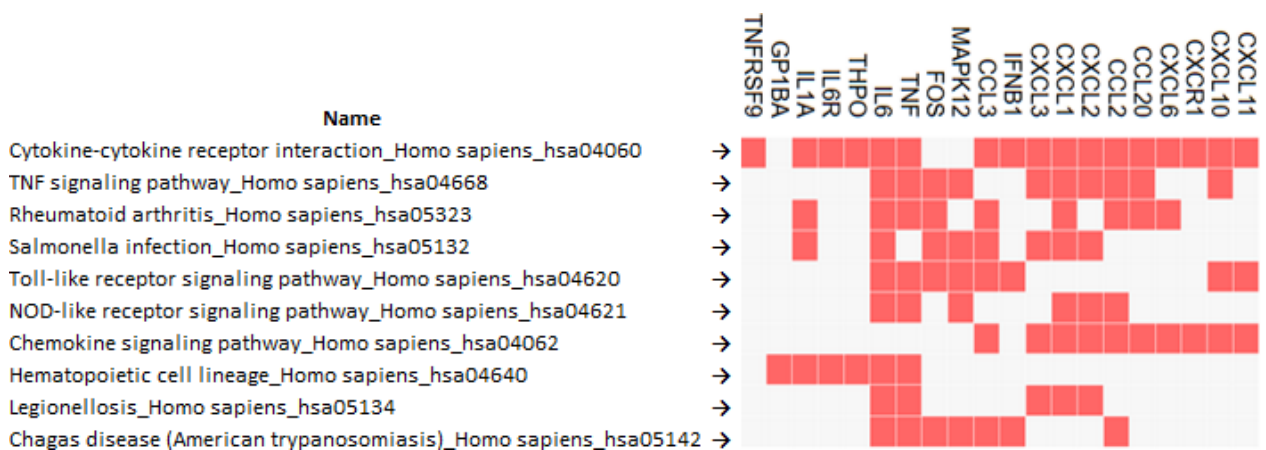 TNFRSF9
GP1BA
IL1A
IL6R
THPO
IL6
TNF
FOS
MAPK12
CCL3
IFNB1
CXCL3
CXCL1
CXCL2
CCL2
CCL20
CXCL6
CXCR1
CXCL10
CXCL11
Name
Cytokine-cytokine receptor interaction_Homo sapiens_hsa04060 →
TNF signaling pathway_Homo sapiens_hsa04668 →
Rheumatoid arthritis_Homo sapiens_hsa05323 →
Salmonella infection_Homo sapiens_hsa05132 →
Toll-like receptor signaling pathway_Homo sapiens_hsa04620 →
NOD-like receptor signaling pathway_Homo sapiens_hsa04621 →
Chemokine signaling pathway_Homo sapiens_hsa04062 →
Hematopoietic cell lineage_Homo sapiens_hsa04640 →
Legionellosis_Homo sapiens_hsa05134 →
Chagas disease (American trypanosomiasis)_Homo sapiens_hsa05142 →